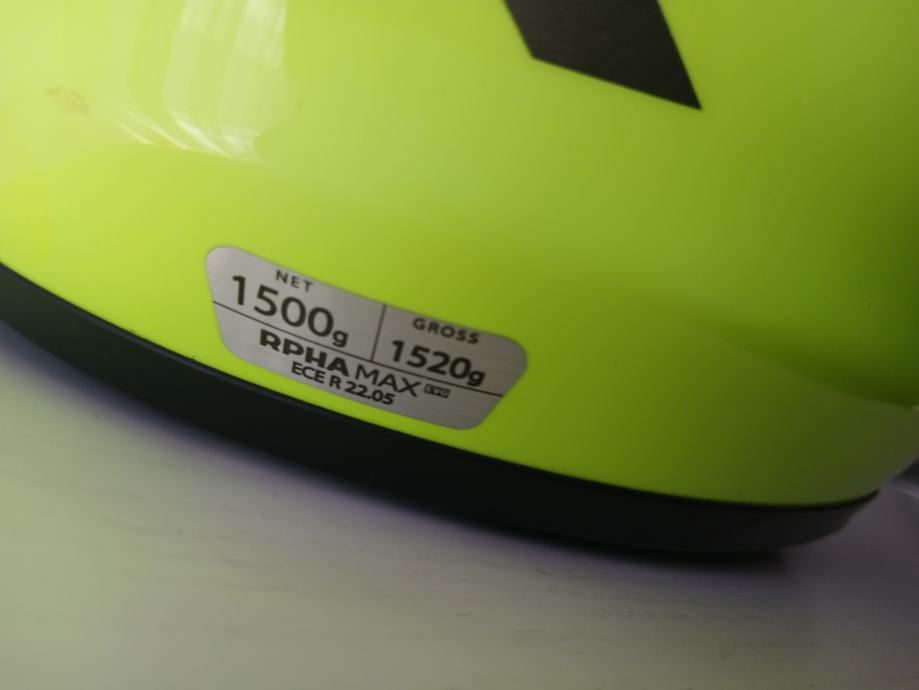 NET
1500g
GROSS
1520g
RPHA MAX EVO
ECE R 22.05